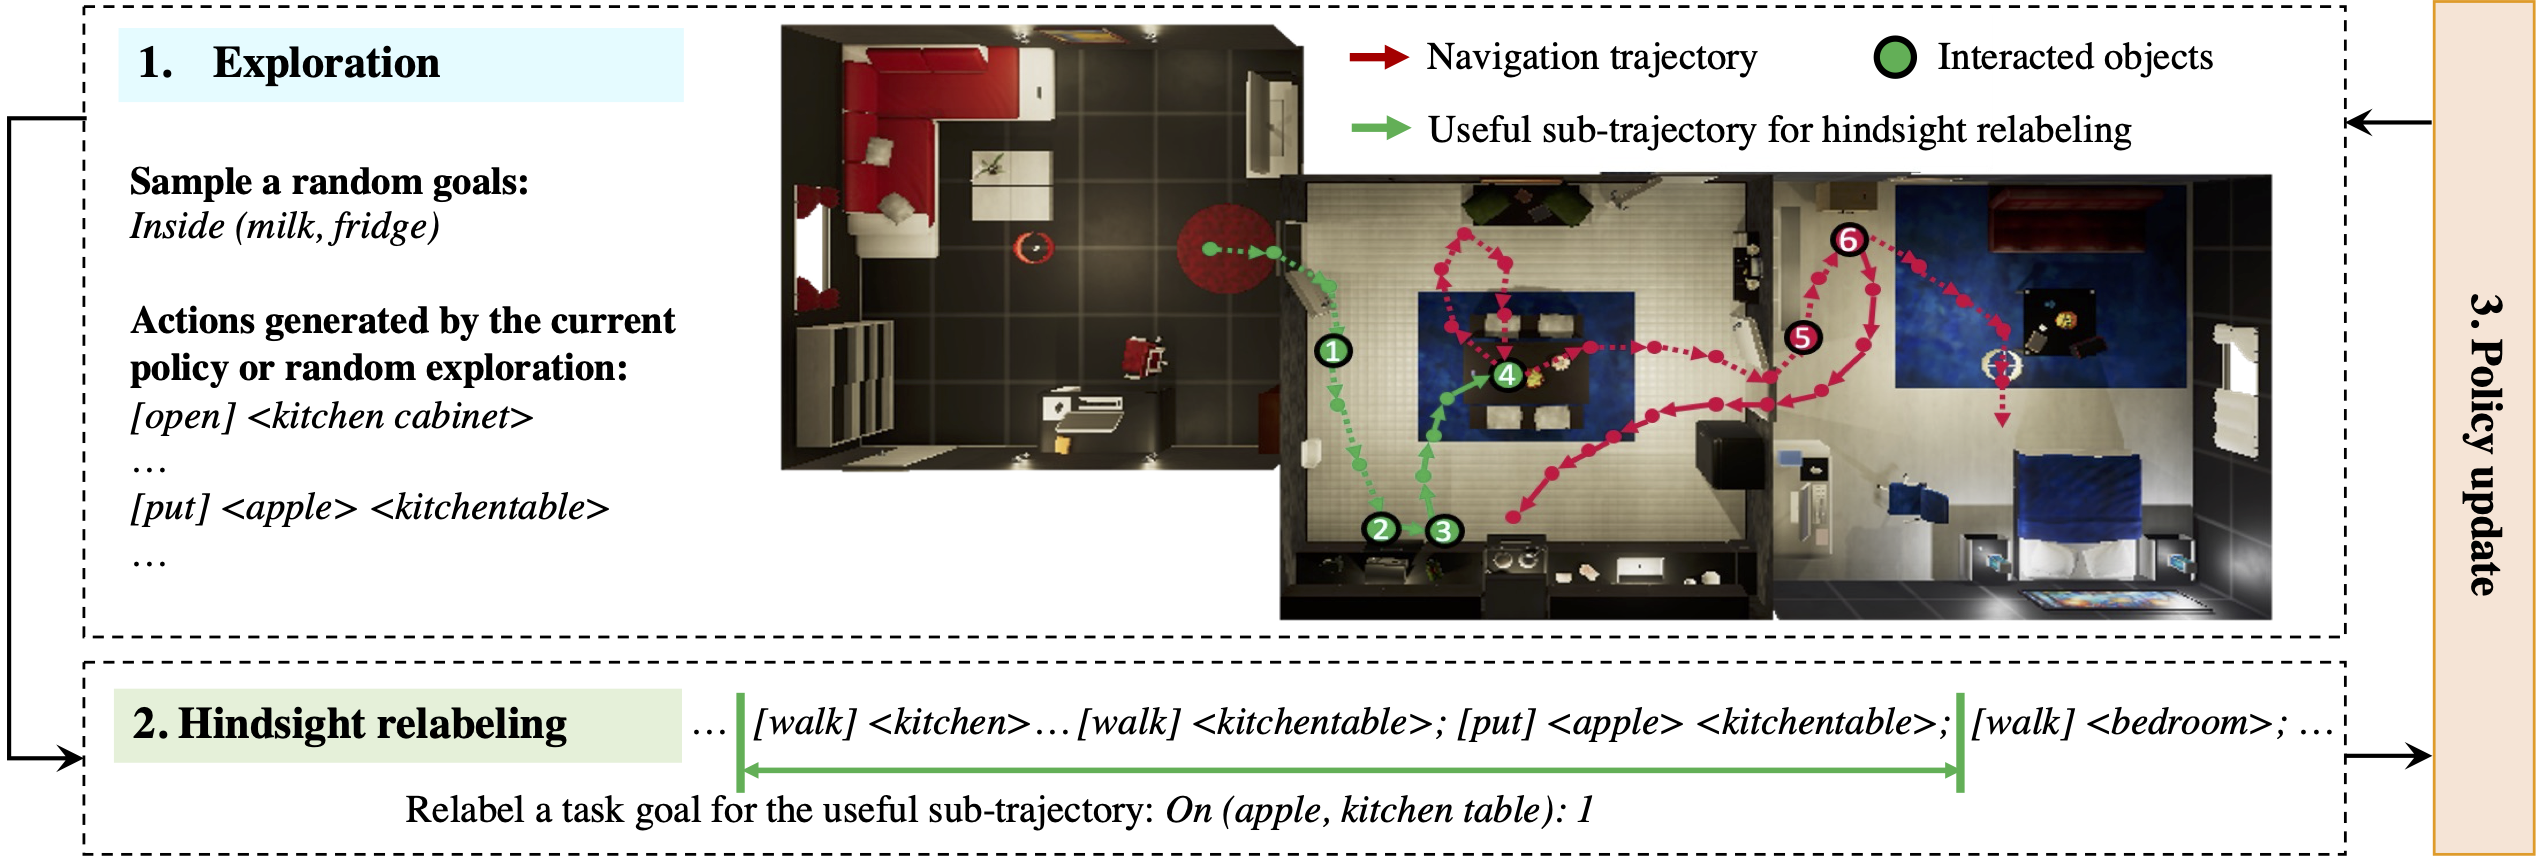 1. Exploration
Sample a random goals:
Inside (milk, fridge)
Actions generated by the current
policy or random exploration:
[open] <kitchen cabinet>
…
[put] <apple> <kitchentable>
…
Navigation trajectory
Interacted objects
Useful sub-trajectory for hindsight relabeling
1
2
3
4
5
6
2. Hindsight relabeling
… [walk] <kitchen>… [walk] <kitchentable>; [put] <apple> <kitchentable>; [walk] <bedroom>; …
Relabel a task goal for the useful sub-trajectory: On (apple, kitchen table): 1
3. Policy update